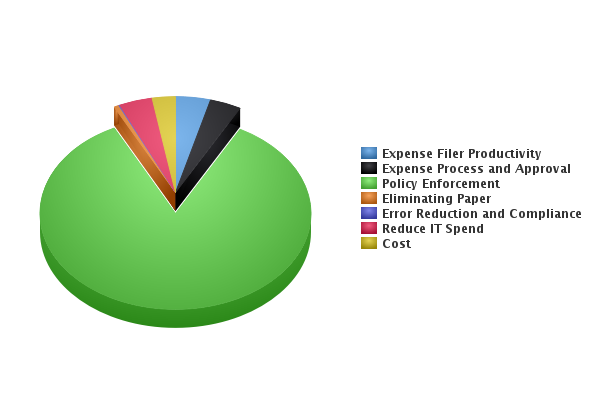 Expense Filer Productivity
Expense Process and Approval
Policy Enforcement
Eliminating Paper
Error Reduction and Compliance
Reduce IT Spend
Cost